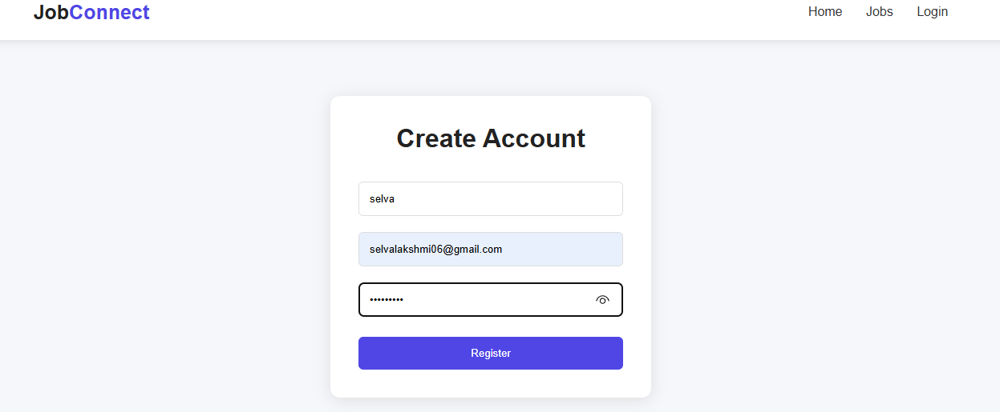 JobConnect
Home Jobs Login
Create Account
selva
selvalakshmi06@gmail.com
•••••••••
Register